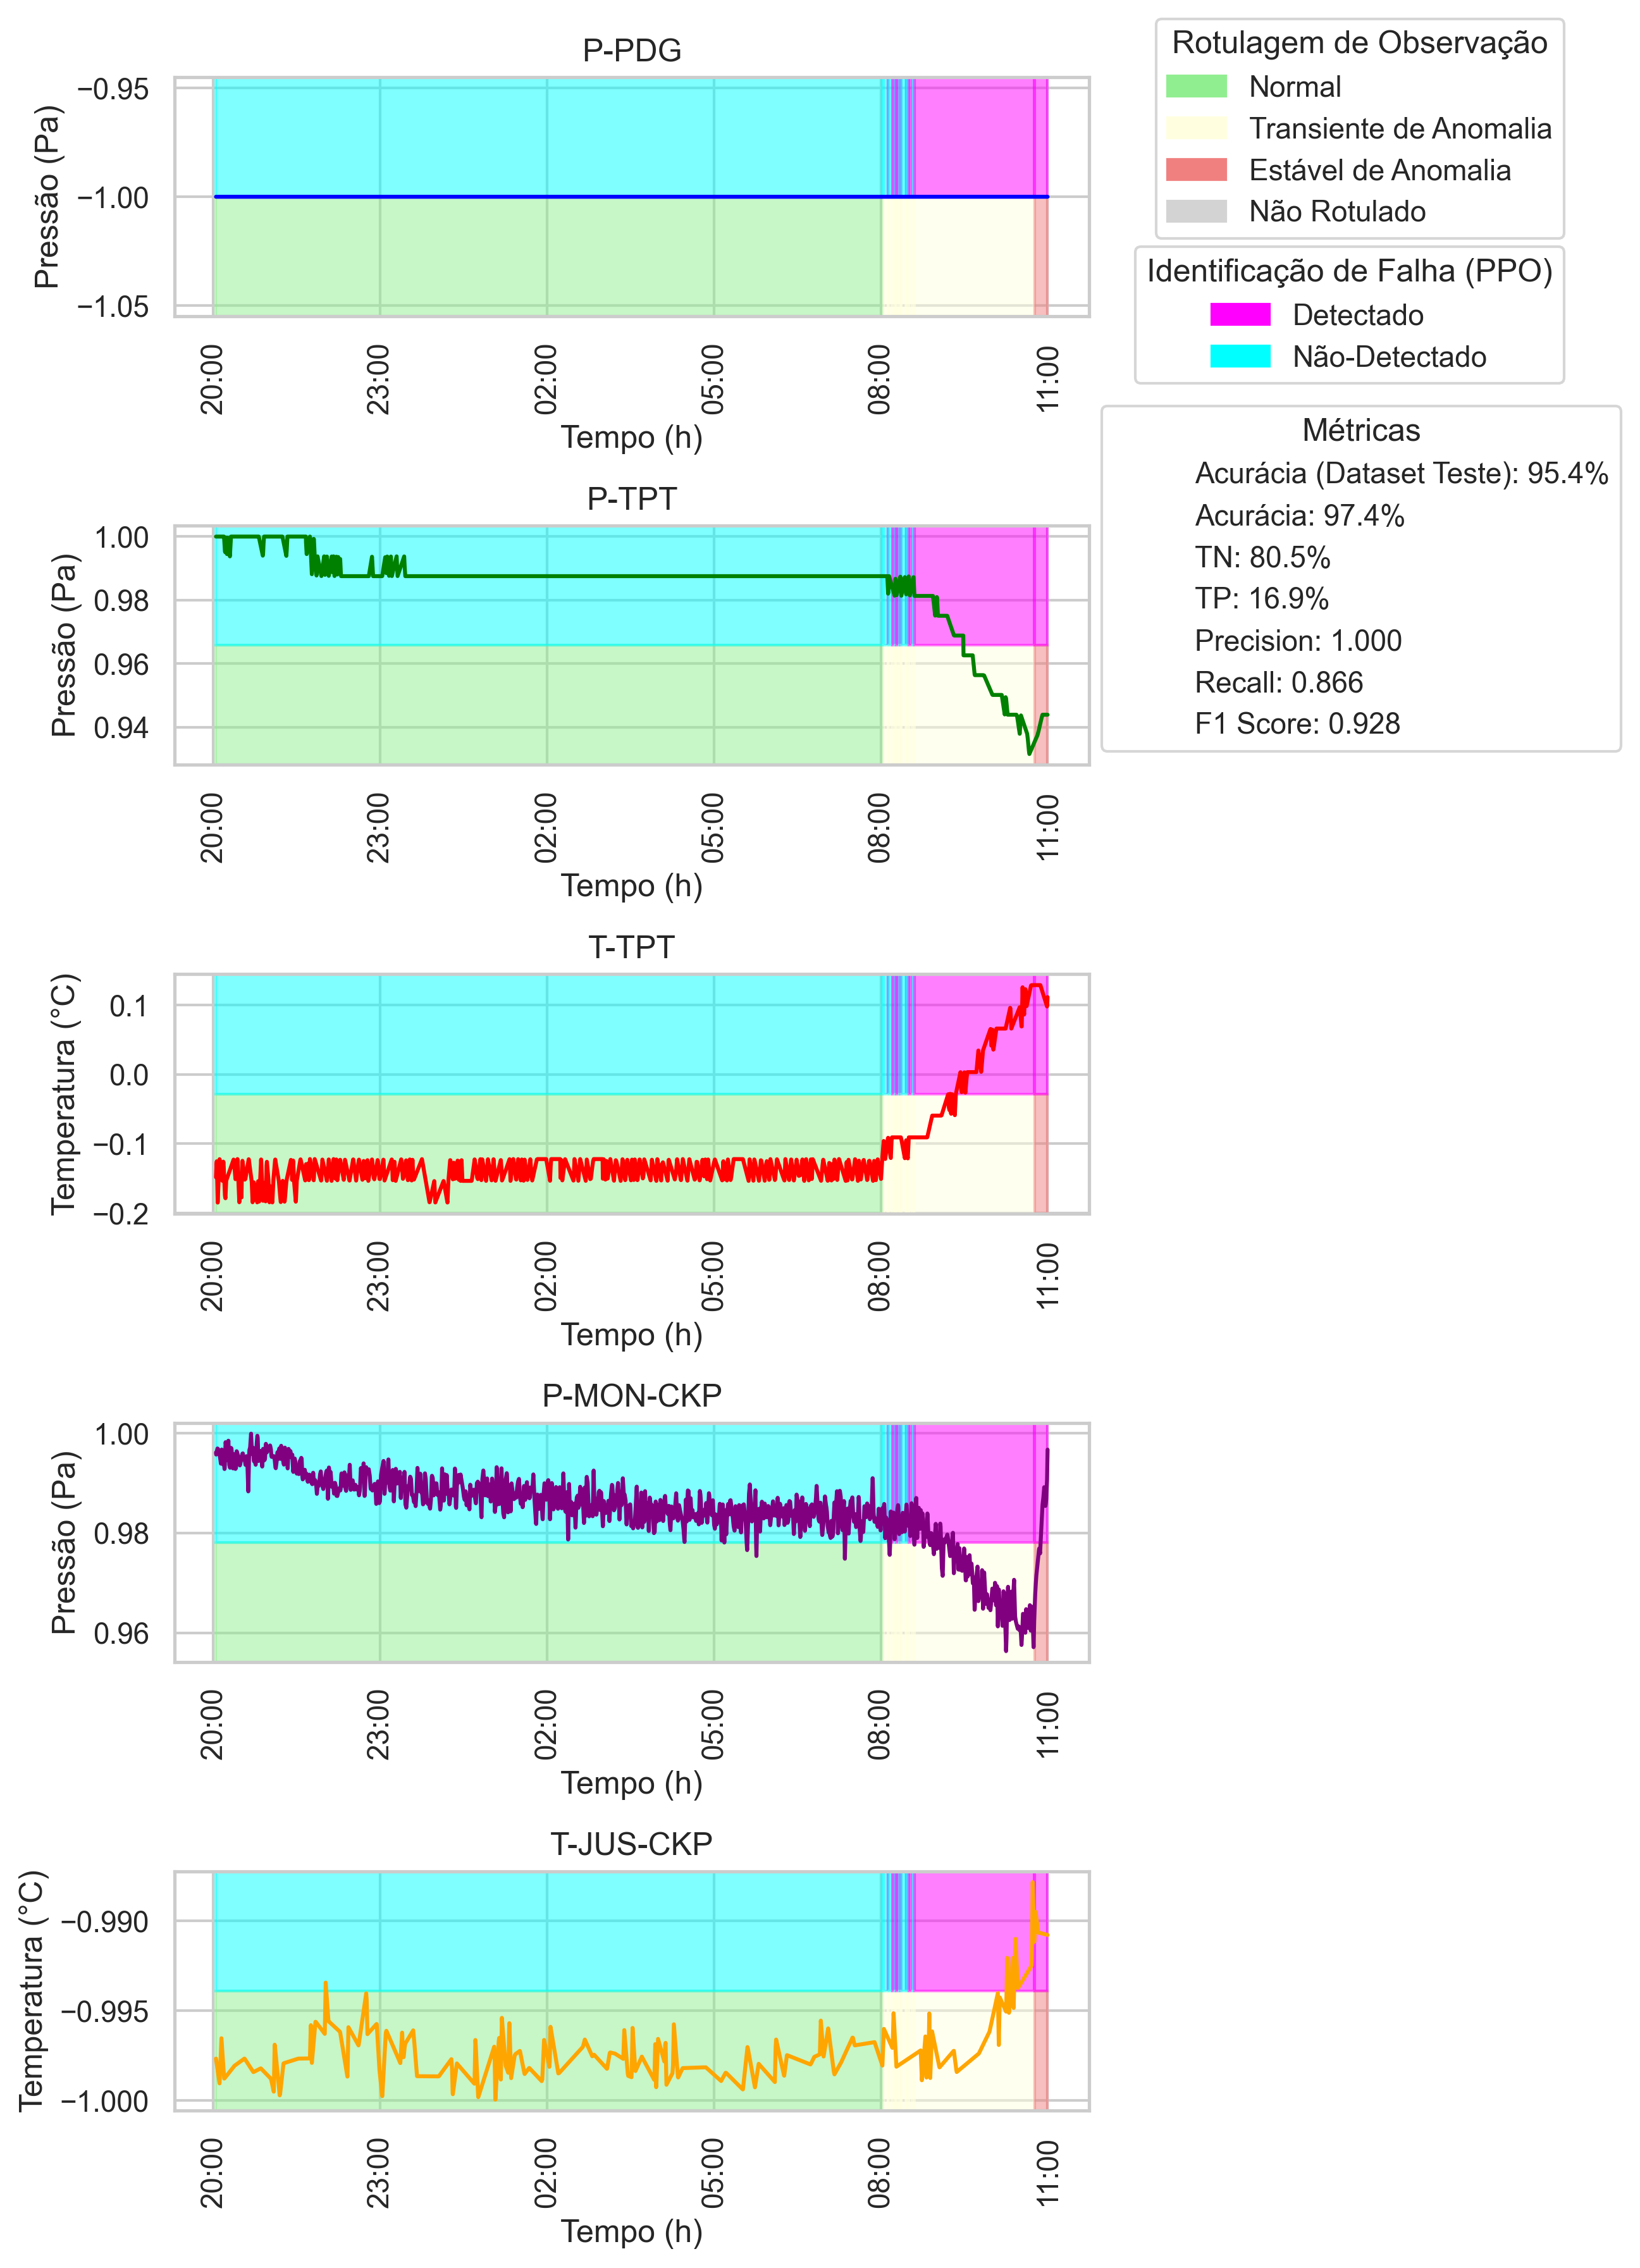 P-PDG
Pressão (Pa)
−0.95
−1.00
−1.05
20:00
23:00
02:00
05:00
08:00
11:00
Tempo (h)
Rotulagem de Observação
Normal
Transiente de Anomalia
Estável de Anomalia
Não Rotulado
Identificação de Falha (PPO)
Detectado
Não-Detectado
Métricas
Acurácia (Dataset Teste): 95.4%
Acurácia: 97.4%
TN: 80.5%
TP: 16.9%
Precision: 1.000
Recall: 0.866
F1 Score: 0.928
P-TPT
Pressão (Pa)
1.00
0.98
0.96
0.94
20:00
23:00
02:00
05:00
08:00
11:00
Tempo (h)
T-TPT
Temperatura (°C)
0.1
0.0
−0.1
−0.2
20:00
23:00
02:00
05:00
08:00
11:00
Tempo (h)
P-MON-CKP
Pressão (Pa)
1.00
0.98
0.96
20:00
23:00
02:00
05:00
08:00
11:00
Tempo (h)
T-JUS-CKP
Temperatura (°C)
−0.990
−0.995
−1.000
20:00
23:00
02:00
05:00
08:00
11:00
Tempo (h)